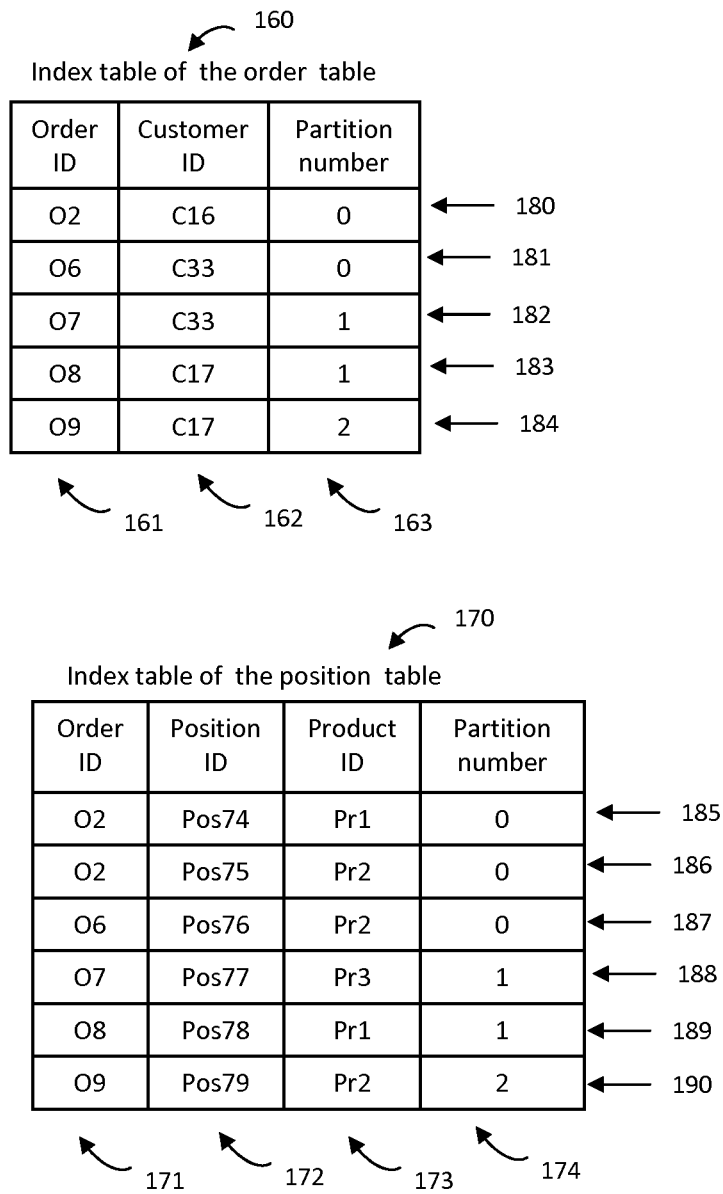 160
Index table of the order table
Order ID Customer ID Partition number
O2 C16 0 180
O6 C33 0 181
O7 C33 1 182
O8 C17 1 183
O9 C17 2 184
161 162 163
170
Index table of the position table
Order ID Position ID Product ID Partition number
O2 Pos74 Pr1 0 185
O2 Pos75 Pr2 0 186
O6 Pos76 Pr2 0 187
O7 Pos77 Pr3 1 188
O8 Pos78 Pr1 1 189
O9 Pos79 Pr2 2 190
171 172 173 174